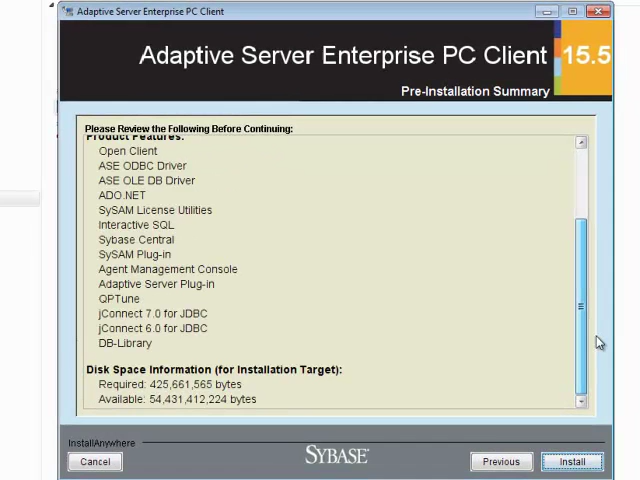 Adaptive Server Enterprise PC Client
Adaptive Server Enterprise PC Client 15.5
Pre-Installation Summary
Please Review the Following Before Continuing:
Product Features:
Open Client
ASE ODBC Driver
ASE OLE DB Driver
ADO.NET
SySAM License Utilities
Interactive SQL
Sybase Central
SySAM Plug-in
Agent Management Console
Adaptive Server Plug-in
QPTune
jConnect 7.0 for JDBC
jConnect 6.0 for JDBC
DB-Library
Disk Space Information (for Installation Target):
Required: 425,661,565 bytes
Available: 54,431,412,224 bytes
InstallAnywhere
Cancel
SYBASE
Previous
Install